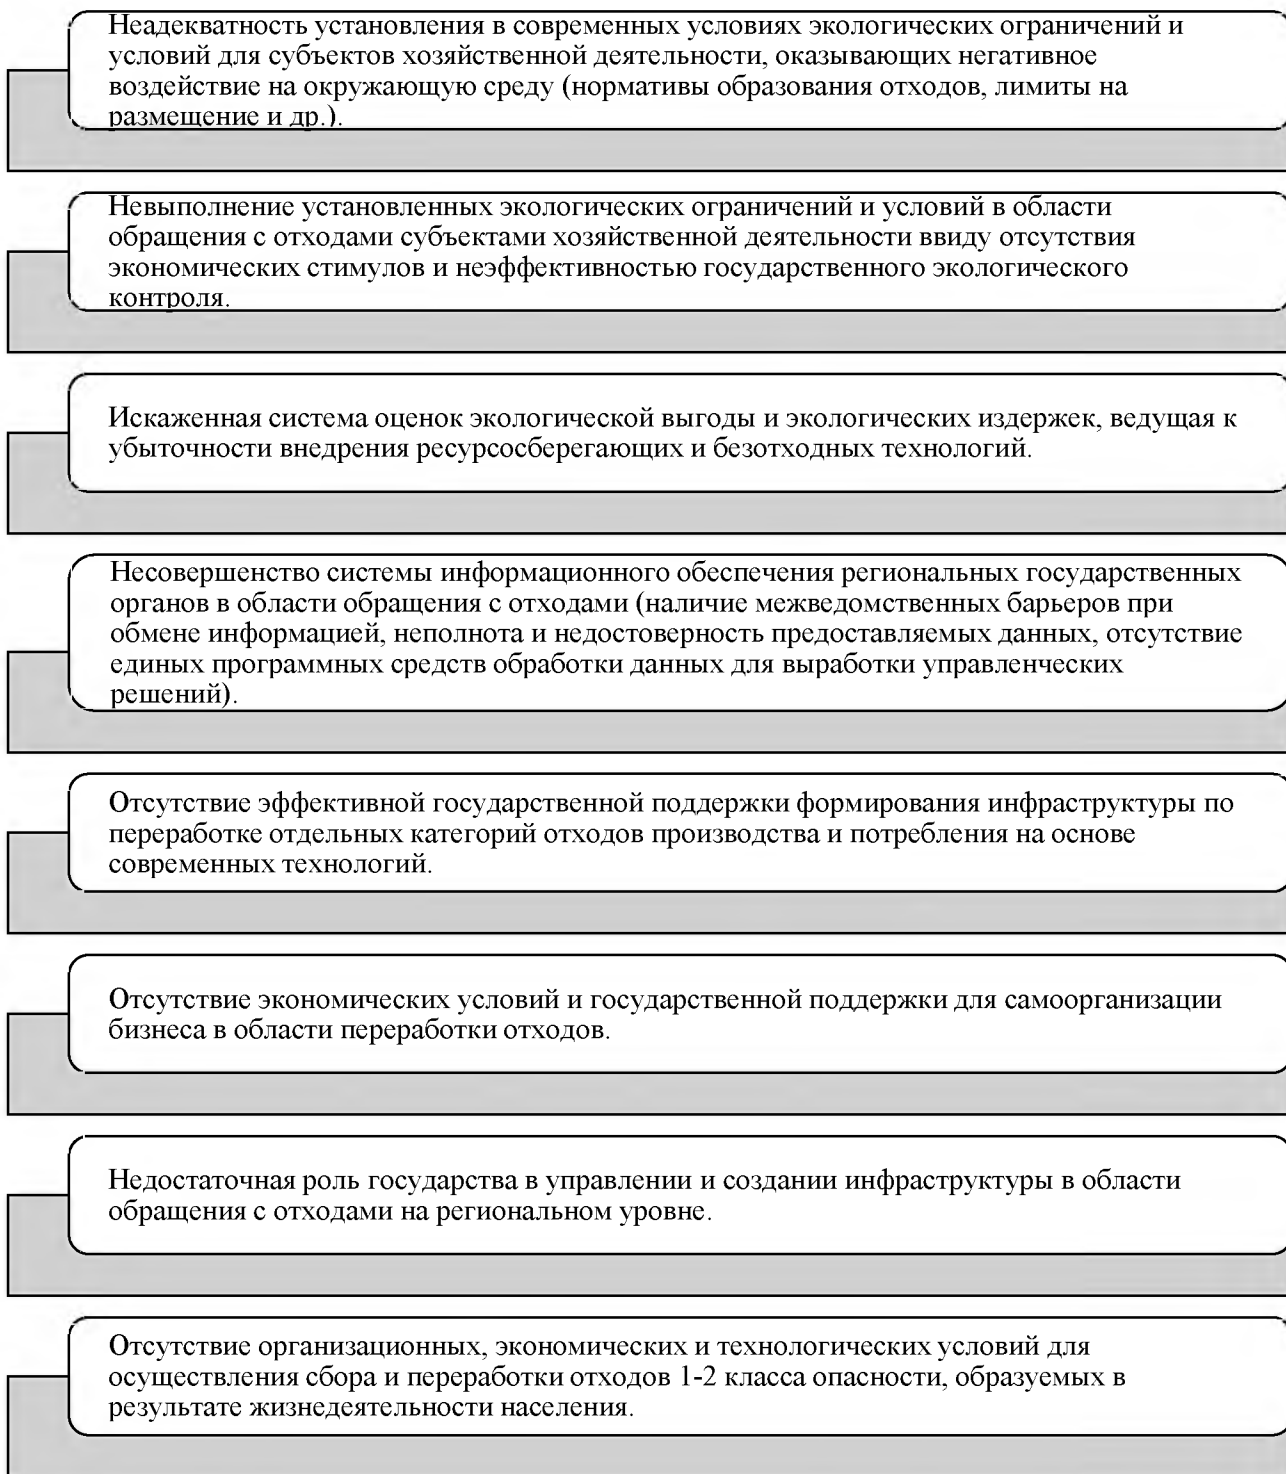 Неадекватность установления в современных условиях экологических ограничений и
условий для субъектов хозяйственной деятельности, оказывающих негативное
воздействие на окружающую среду (нормативы образования отходов, лимиты на
размещение и др.).
Невыполнение установленных экологических ограничений и условий в области
обращения с отходами субъектами хозяйственной деятельности ввиду отсутствия
экономических стимулов и неэффективностью государственного экологического
контроля.
Искаженная система оценок экологической выгоды и экологических издержек, ведущая к
убыточности внедрения ресурсосберегающих и безотходных технологий.
Несовершенство системы информационного обеспечения региональных государственных
органов в области обращения с отходами (наличие межведомственных барьеров при
обмене информацией, неполнота и недостоверность предоставляемых данных, отсутствие
единых программных средств обработки данных для выработки управленческих
решений).
Отсутствие эффективной государственной поддержки формирования инфраструктуры по
переработке отдельных категорий отходов производства и потребления на основе
современных технологий.
Отсутствие экономических условий и государственной поддержки для самоорганизации
бизнеса в области переработки отходов.
Недостаточная роль государства в управлении и создании инфраструктуры в области
обращения с отходами на региональном уровне.
Отсутствие организационных, экономических и технологических условий для
осуществления сбора и переработки отходов 1-2 класса опасности, образуемых в
результате жизнедеятельности населения.